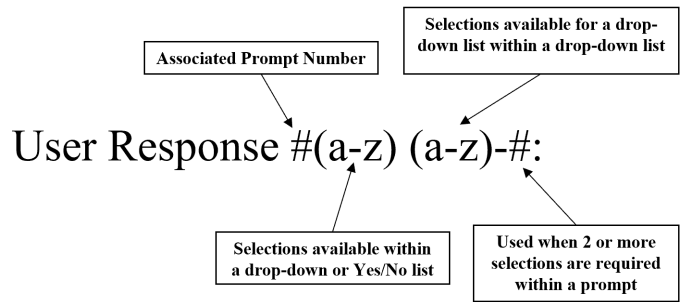 Selections available for a drop-
down list within a drop-down list
Associated Prompt Number
User Response #(a-z) (a-z)-#:
Selections available within
a drop-down or Yes/No list
Used when 2 or more
selections are required
within a prompt